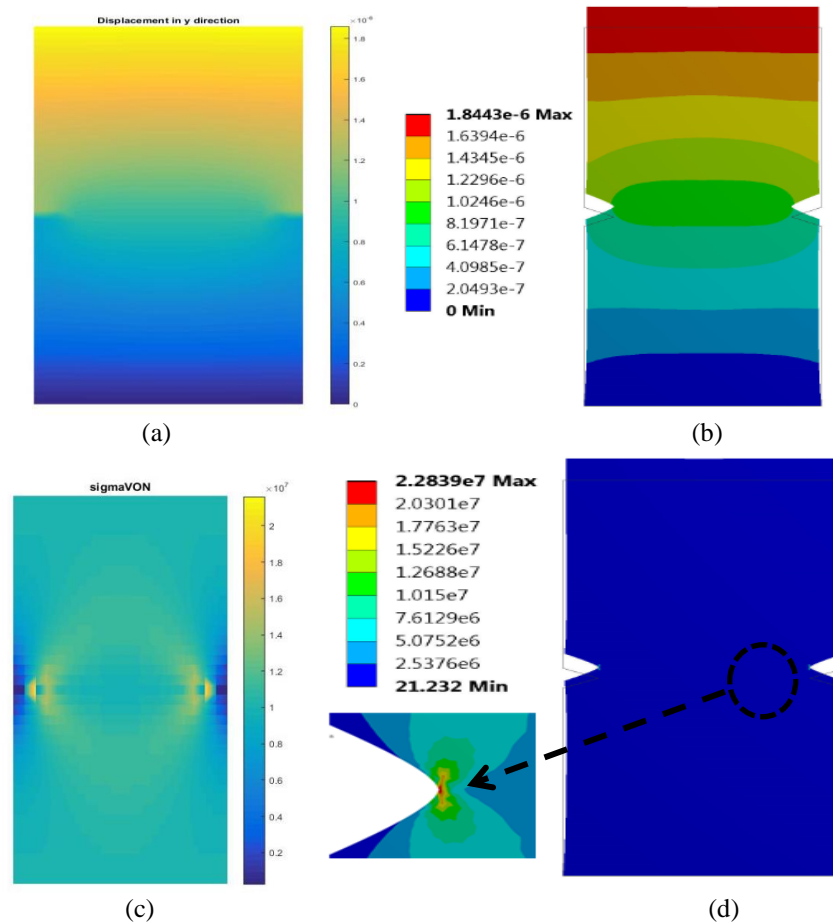 Displacement in y direction
×10⁻⁶
1.8
1.6
1.4
1.2
1
0.8
0.6
0.4
0.2
0
1.8443e-6 Max
1.6394e-6
1.4345e-6
1.2296e-6
1.0246e-6
8.1971e-7
6.1478e-7
4.0985e-7
2.0493e-7
0 Min
(a)
(b)
sigmaVON
×10⁷
2
1.8
1.6
1.4
1.2
1
0.8
0.6
0.4
0.2
2.2839e7 Max
2.0301e7
1.7763e7
1.5226e7
1.2688e7
1.015e7
7.6129e6
5.0752e6
2.5376e6
21.232 Min
(c)
(d)